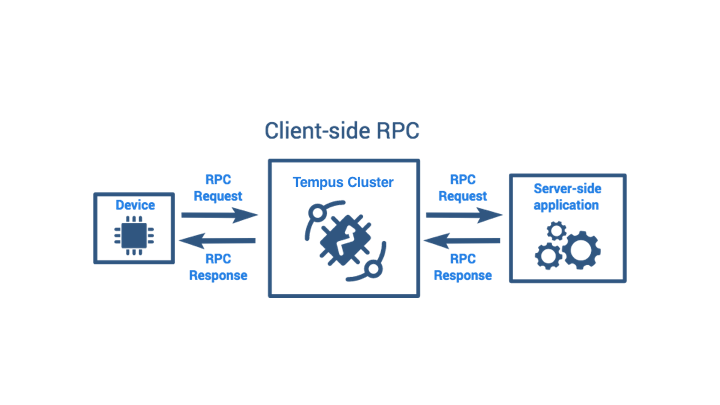 Client-side RPC
Device
RPC
Request
RPC
Response
Tempus Cluster
RPC
Request
RPC
Response
Server-side
application